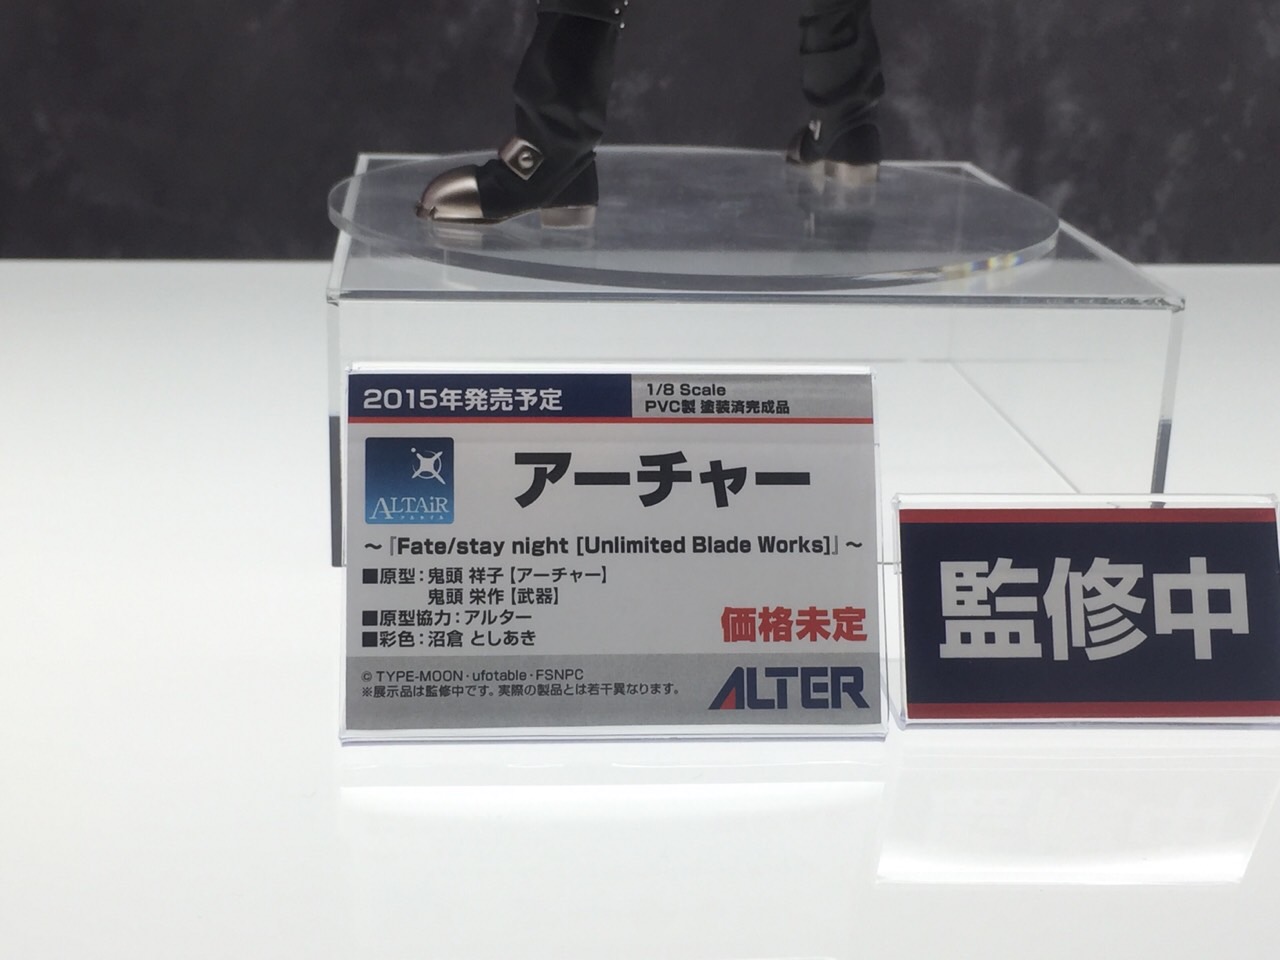 2015年発売予定
1/8 Scale
PVC製 塗装済完成品
ALTAiR
アルタイル
アーチャー
～『Fate/stay night [Unlimited Blade Works]』～
■原型：鬼頭 祥子【アーチャー】
鬼頭 栄作【武器】
■原型協力：アルター
■彩色：沼倉 としあき
価格未定
© TYPE-MOON・ufotable・FSNPC
※展示品は監修中です。実際の製品とは若干異なります。
ALTER
監修中